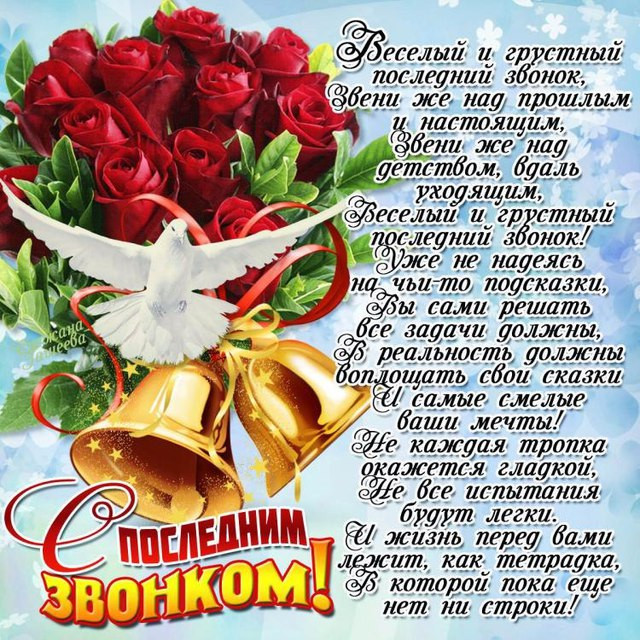 Веселый и грустный
последний звонок,
Звени же над прошлым
и настоящим,
Звени же над
детством, вдаль
уходящим,
Веселый и грустный
последний звонок!
Уже не надеясь
на чьи-то подсказки,
Вы сами решать
все задачи должны,
В реальность должны
воплощать свои сказки
И самые смелые
ваши мечты!
Не каждая тропка
окажется гладкой,
Не все испытания
будут легки.
И жизнь перед вами
лежит, как тетрадка,
В которой пока еще
нет ни строки!
С ПОСЛЕДНИМ
ЗВОНКОМ!